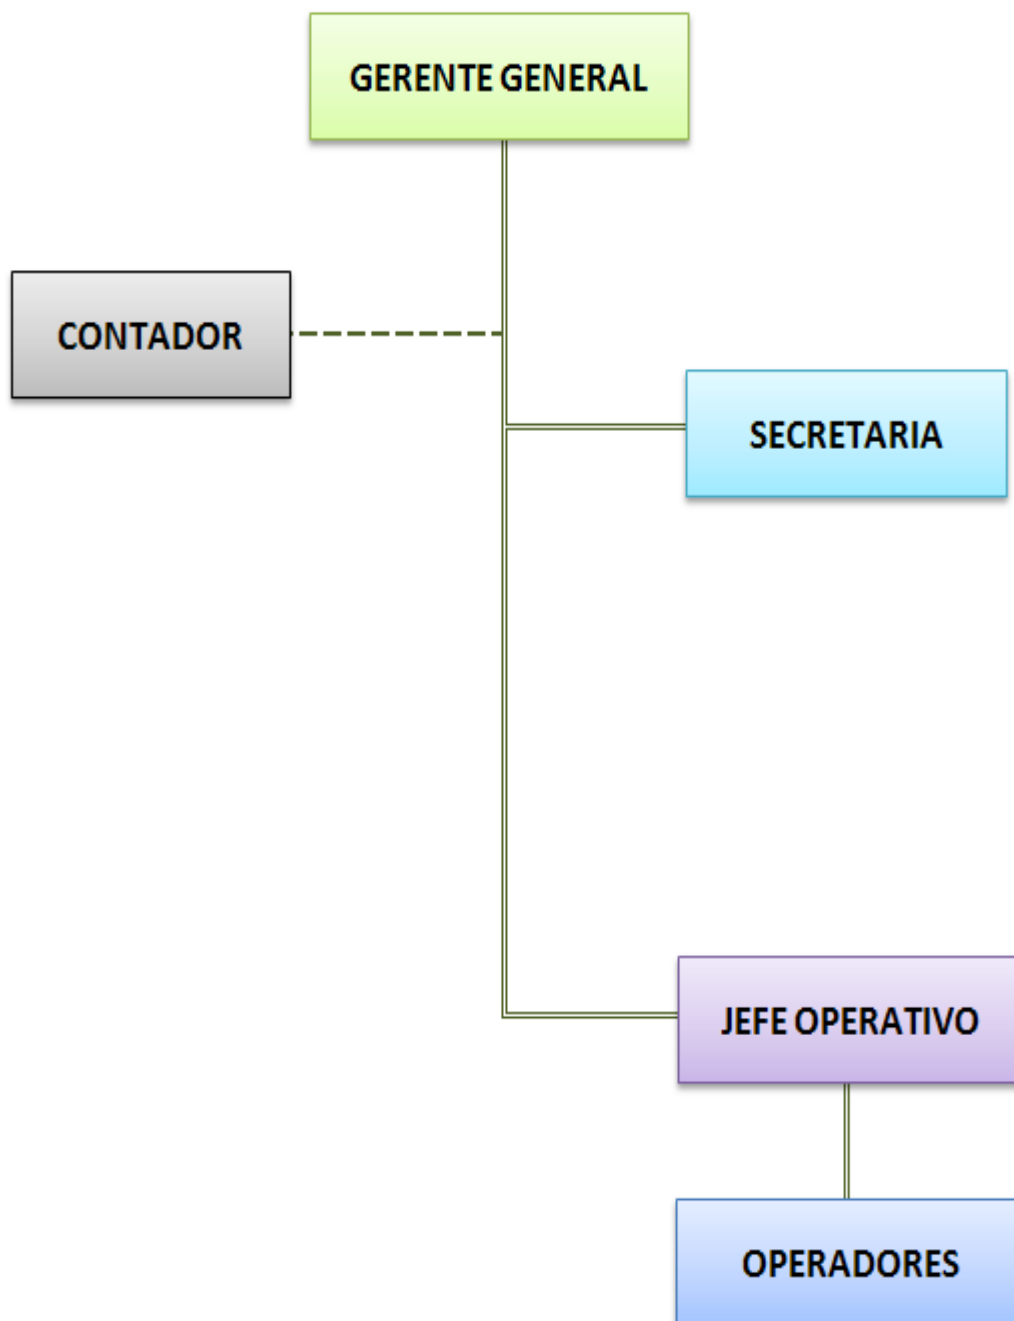 GERENTE GENERAL
CONTADOR
SECRETARIA
JEFE OPERATIVO
OPERADORES